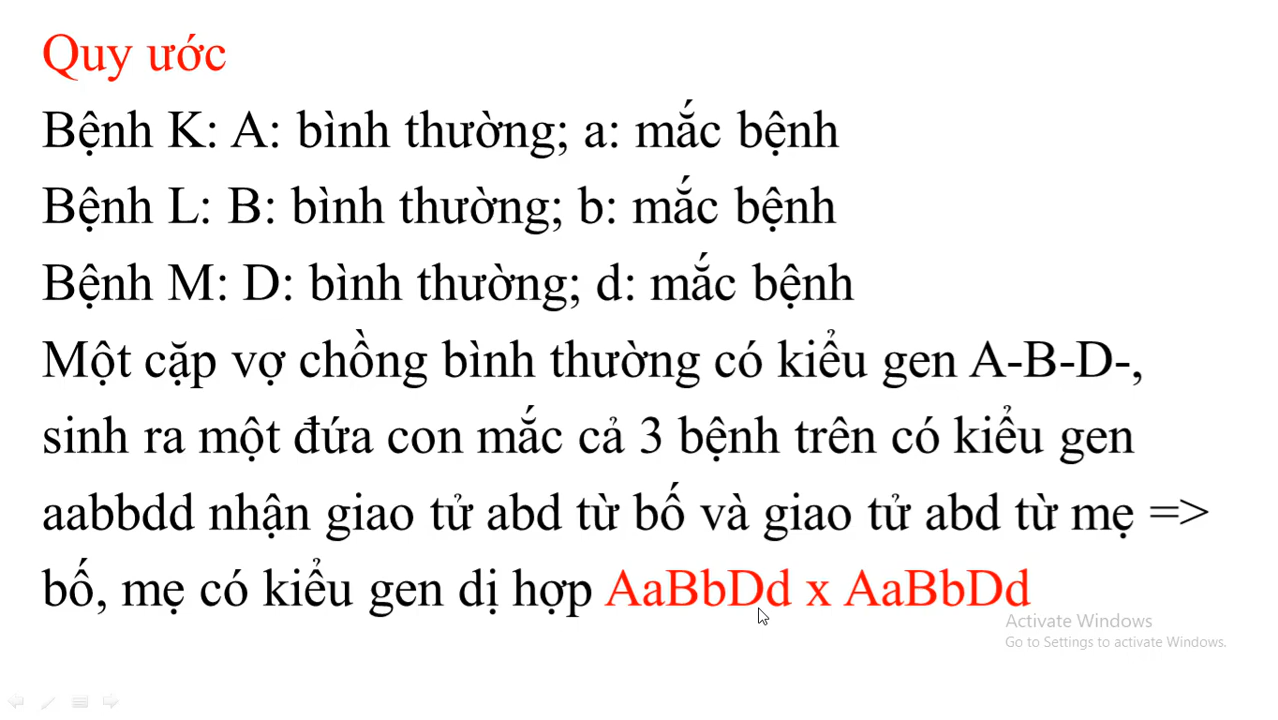 Quy ước
Bệnh K: A: bình thường; a: mắc bệnh
Bệnh L: B: bình thường; b: mắc bệnh
Bệnh M: D: bình thường; d: mắc bệnh
Một cặp vợ chồng bình thường có kiểu gen A-B-D-,
sinh ra một đứa con mắc cả 3 bệnh trên có kiểu gen
aabbdd nhận giao tử abd từ bố và giao tử abd từ mẹ =>
bố, mẹ có kiểu gen dị hợp AaBbDd x AaBbDd
Activate Windows
Go to Settings to activate Windows.